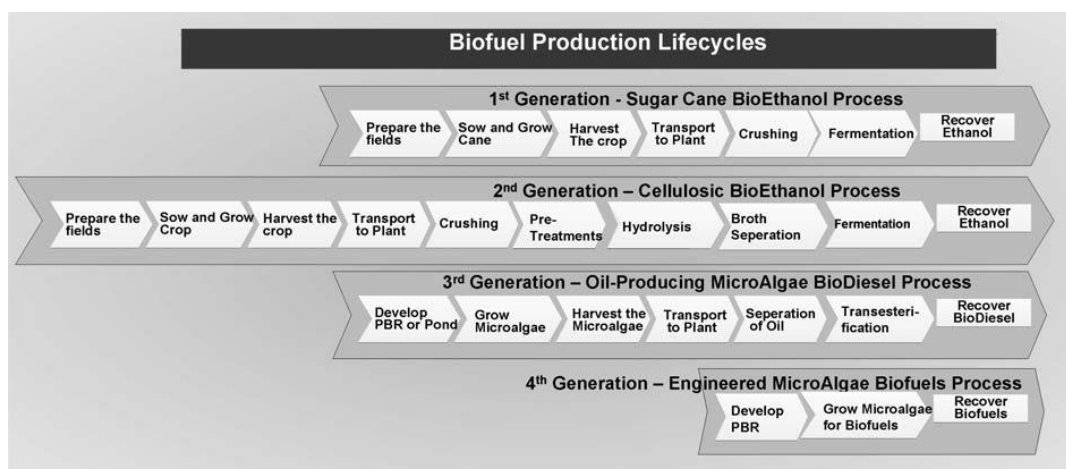 Biofuel Production Lifecycles
1st Generation - Sugar Cane BioEthanol Process
Prepare the
fields
Sow and Grow
Cane
Harvest
The crop
Transport
to Plant
Crushing
Fermentation
Recover
Ethanol
2nd Generation – Cellulosic BioEthanol Process
Prepare the
fields
Sow and Grow
Crop
Harvest the
crop
Transport
to Plant
Crushing
Pre-
Treatments
Hydrolysis
Broth
Seperation
Fermentation
Recover
Ethanol
3rd Generation – Oil-Producing MicroAlgae BioDiesel Process
Develop
PBR or Pond
Grow
Microalgae
Harvest the
Microalgae
Transport
to Plant
Seperation
of Oil
Transesteri-
fication
Recover
BioDiesel
4th Generation – Engineered MicroAlgae Biofuels Process
Develop
PBR
Grow Microalgae
for Biofuels
Recover
Biofuels